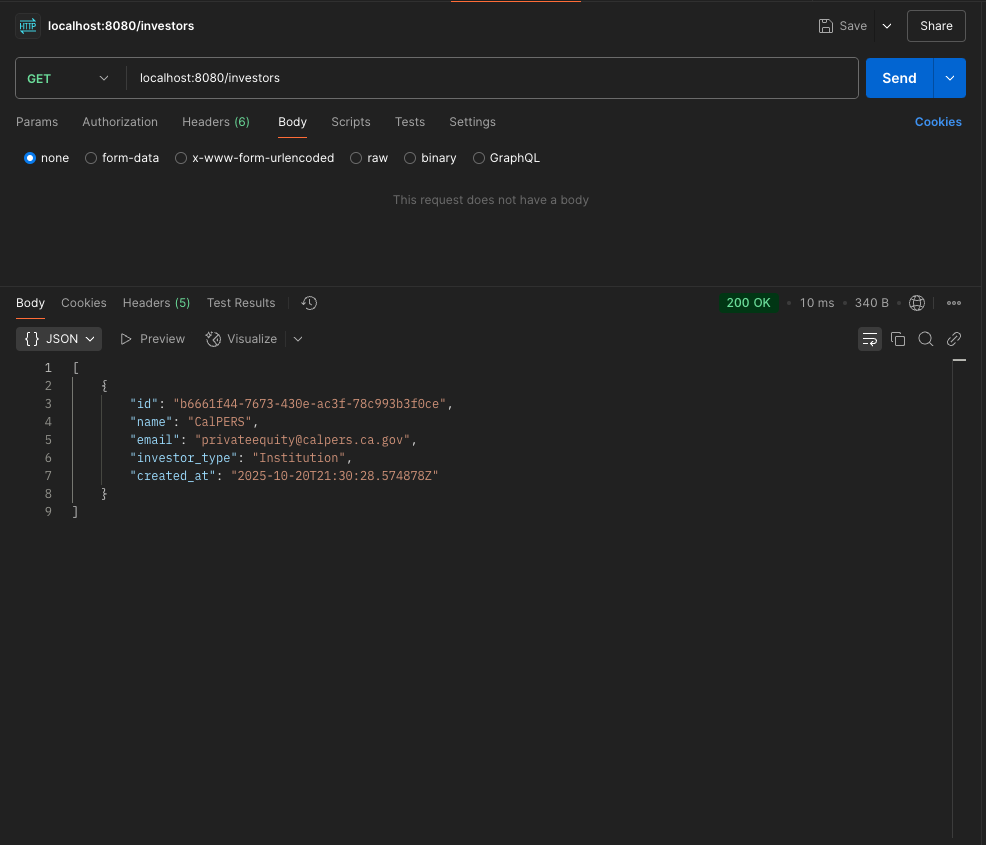 HTTP localhost:8080/investors Save Share
GET localhost:8080/investors Send
Params Authorization Headers (6) Body Scripts Tests Settings Cookies
none form-data x-www-form-urlencoded raw binary GraphQL
This request does not have a body
Body Cookies Headers (5) Test Results 200 OK • 10 ms • 340 B •
{} JSON Preview Visualize
1 [
2 {
3 "id": "b6661f44-7673-430e-ac3f-78c993b3f0ce",
4 "name": "CalPERS",
5 "email": "privateequity@calpers.ca.gov",
6 "investor_type": "Institution",
7 "created_at": "2025-10-20T21:30:28.574878Z"
8 }
9 ]